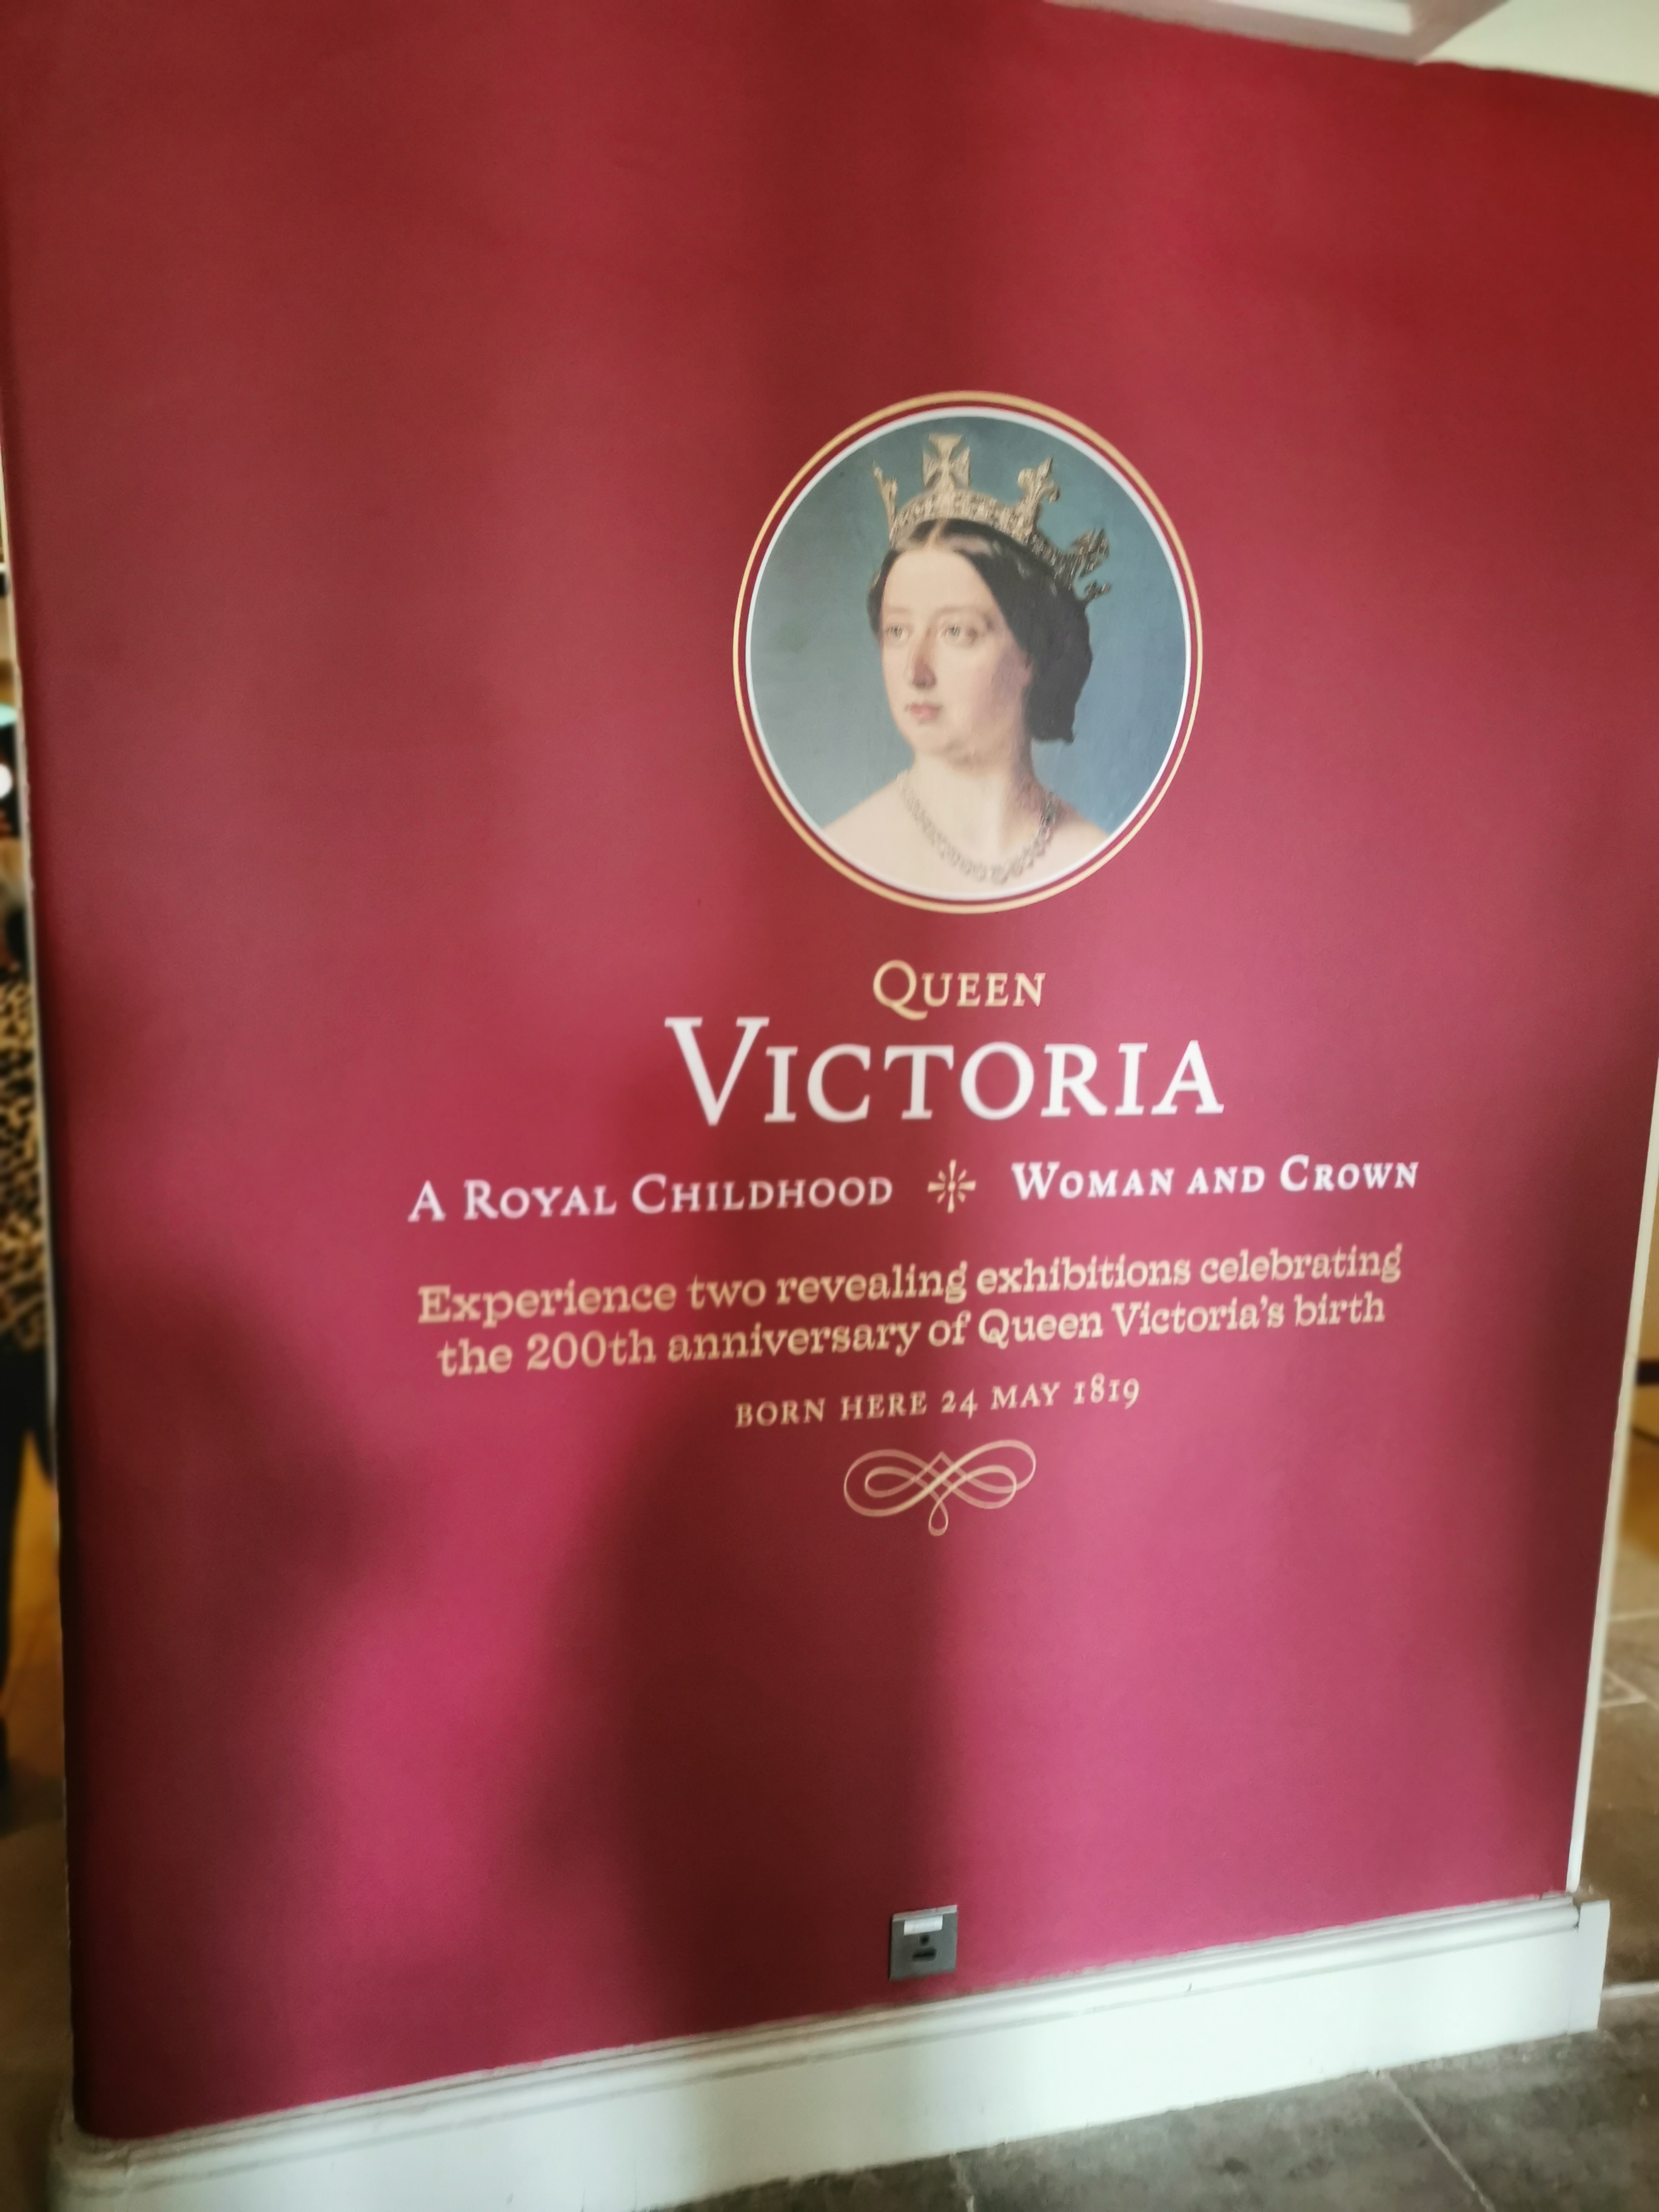 QUEEN
VICTORIA
A ROYAL CHILDHOOD WOMAN AND CROWN
Experience two revealing exhibitions celebrating
the 200th anniversary of Queen Victoria's birth
BORN HERE 24 MAY 1819